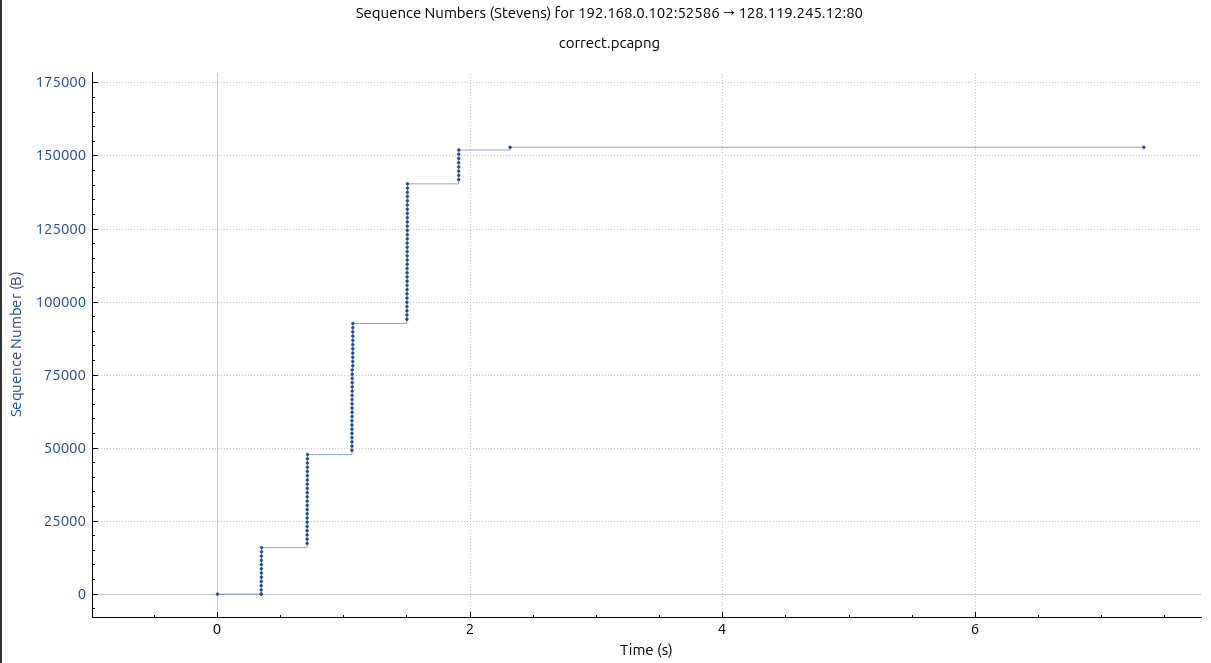 Sequence Numbers (Stevens) for 192.168.0.102:52586 → 128.119.245.12:80
correct.pcapng
175000
150000
125000
100000
75000
50000
25000
0
Sequence Number (B)
0 2 4 6
Time (s)